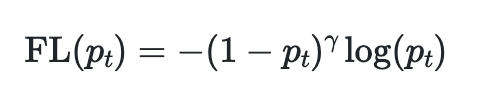 FL(pₜ) = −(1 − pₜ)ᵞ log(pₜ)